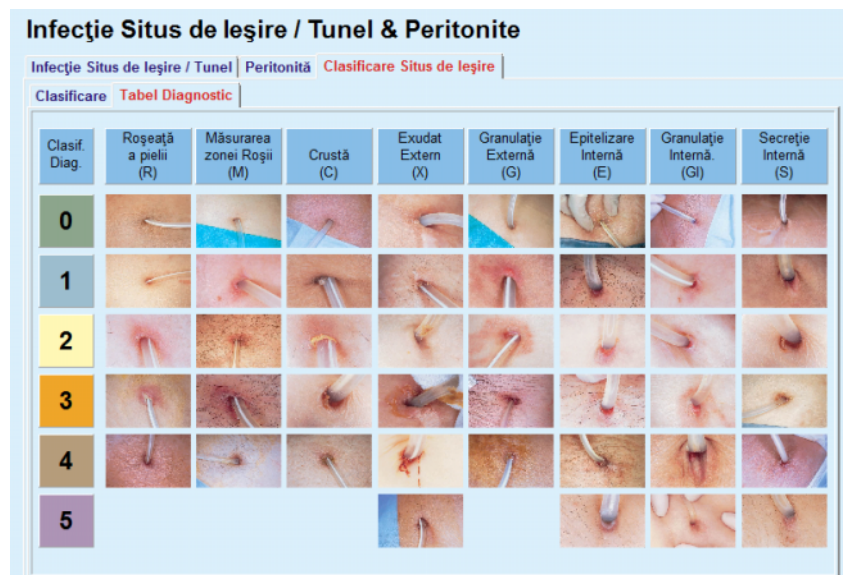 Infecţie Situs de Ieşire / Tunel & Peritonite
Infecţie Situs de Ieşire / Tunel Peritonită Clasificare Situs de Ieşire
Clasificare Tabel Diagnostic
Clasif.
Diag.
Roşeaţă
a pielii
(R)
Măsurarea
zonei Roşii
(M)
Crustă
(C)
Exudat
Extern
(X)
Granulaţie
Externă
(G)
Epitelizare
Internă
(E)
Granulaţie
Internă.
(GI)
Secreţie
Internă
(S)
0
1
2
3
4
5